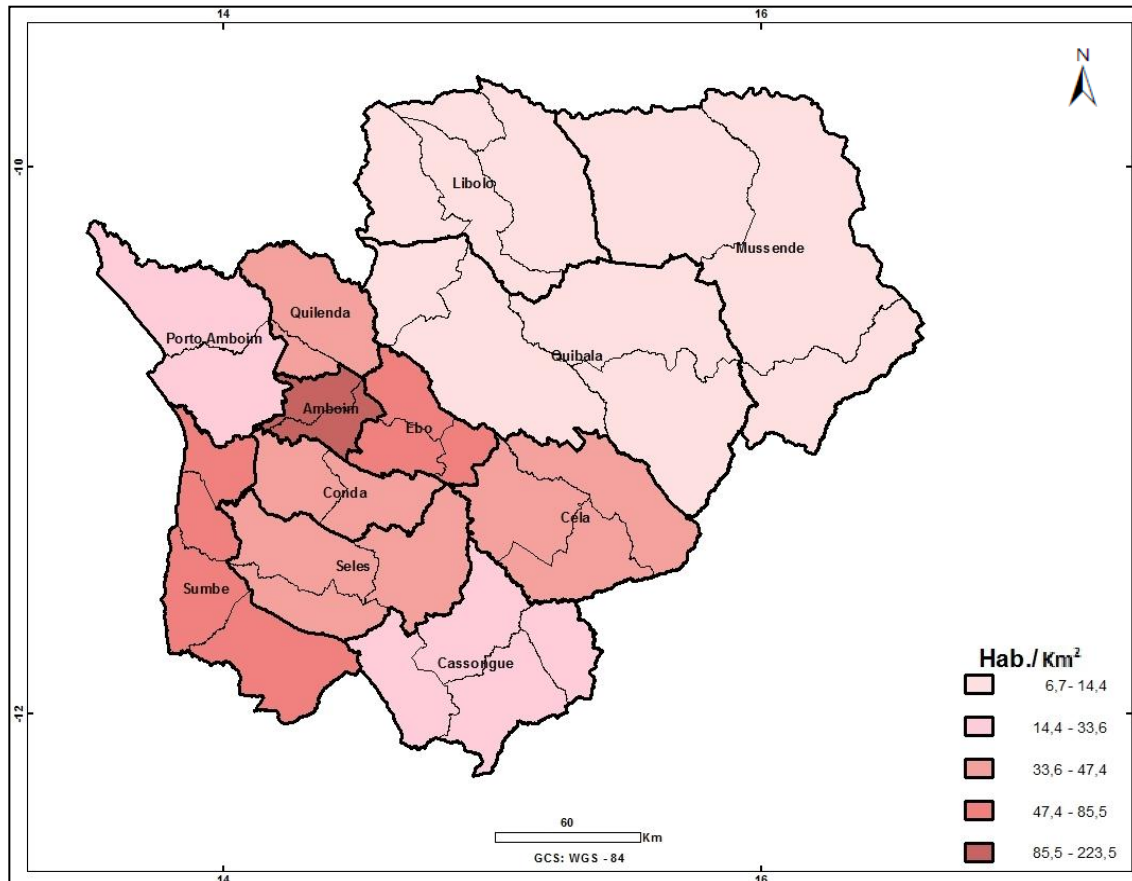 14
16
N
-10
Libolo
Mussende
Quilenda
Porto Amboim
Quibala
Amboim
Ebo
Conda
Cela
Seles
Sumbe
Cassongue
Hab./ Km²
6,7 - 14,4
-12
14,4 - 33,6
33,6 - 47,4
47,4 - 85,5
85,5 - 223,5
60
Km
GCS: WGS - 84
14
16